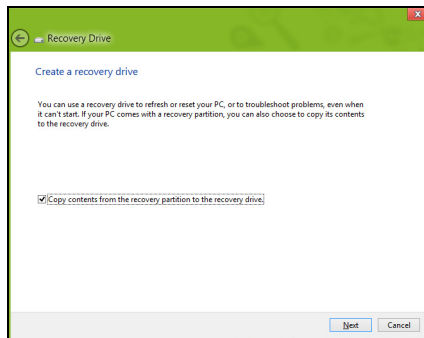 Recovery Drive
Create a recovery drive
You can use a recovery drive to refresh or reset your PC, or to troubleshoot problems, even when
it can't start. If your PC comes with a recovery partition, you can also choose to copy its contents
to the recovery drive.
Copy contents from the recovery partition to the recovery drive.
Next Cancel